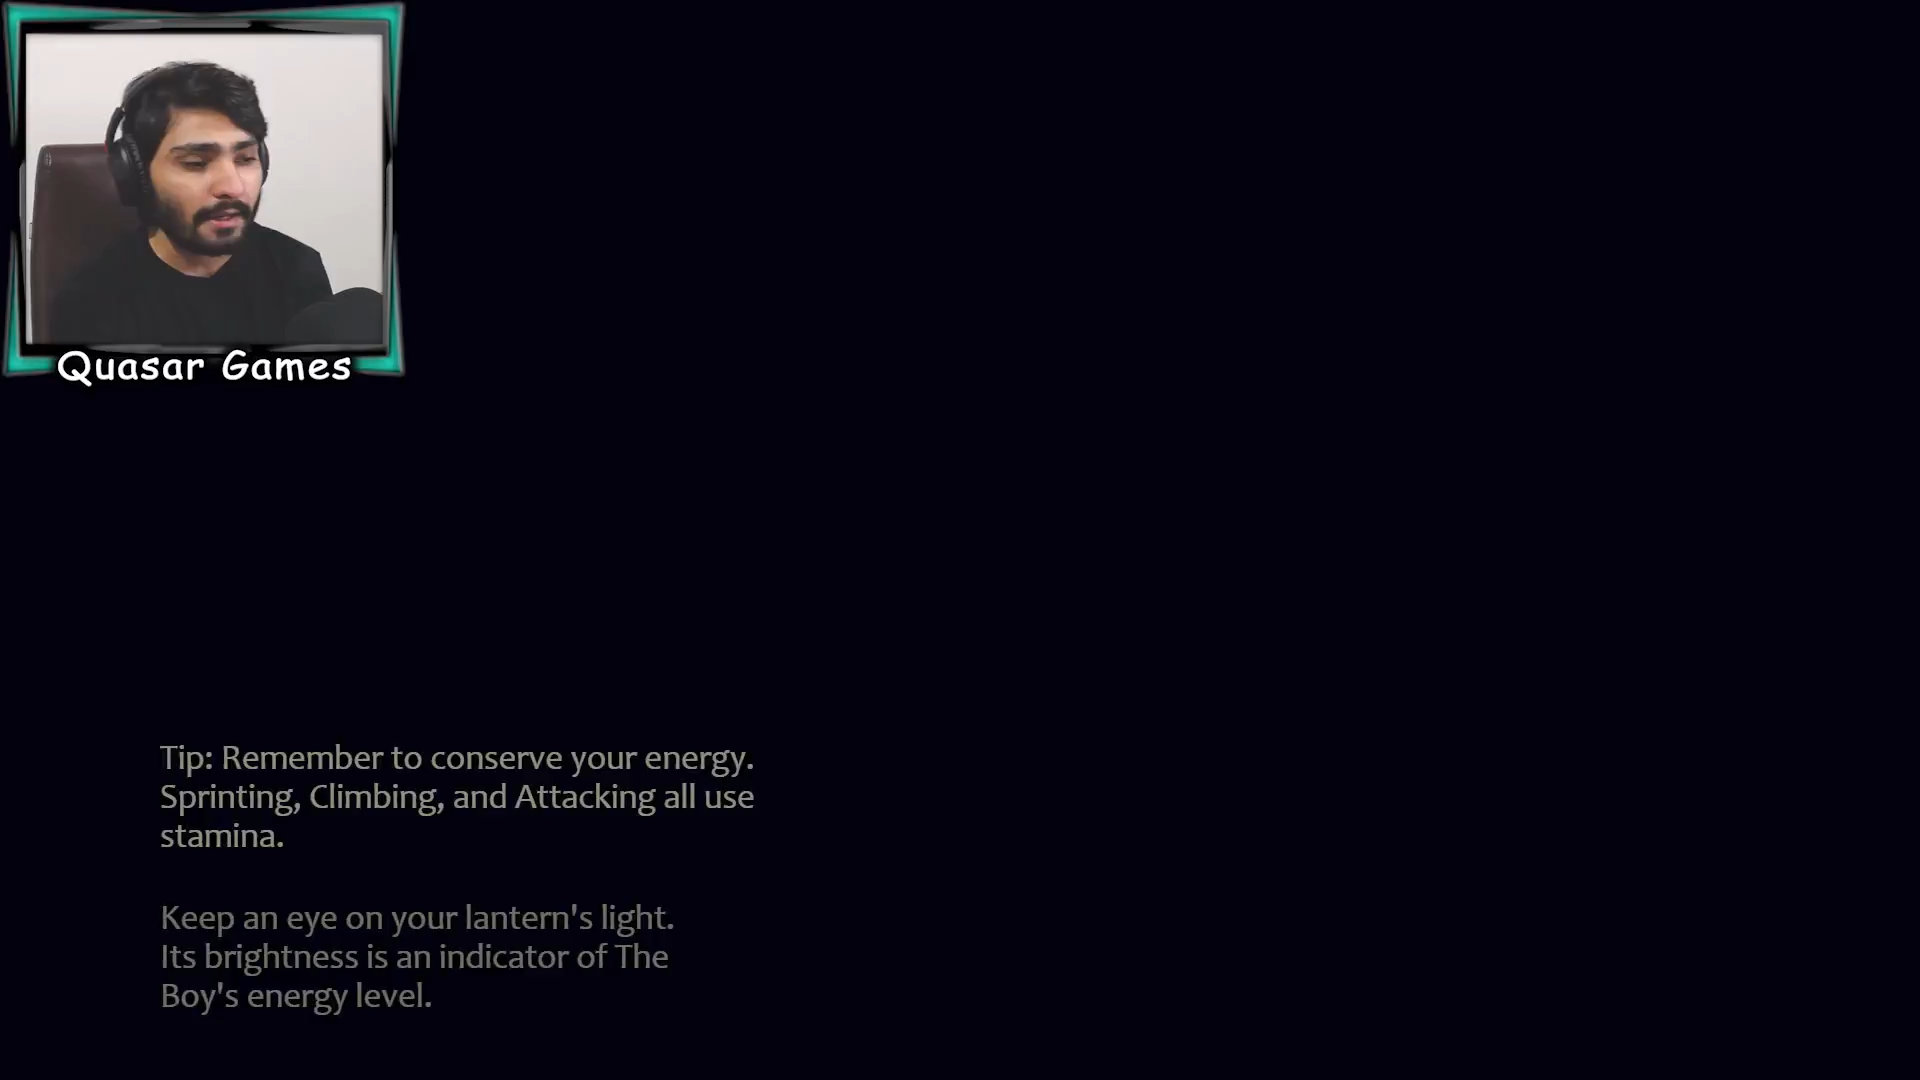 Quasar Games
Tip: Remember to conserve your energy.
Sprinting, Climbing, and Attacking all use
stamina.
Keep an eye on your lantern's light.
Its brightness is an indicator of The
Boy's energy level.